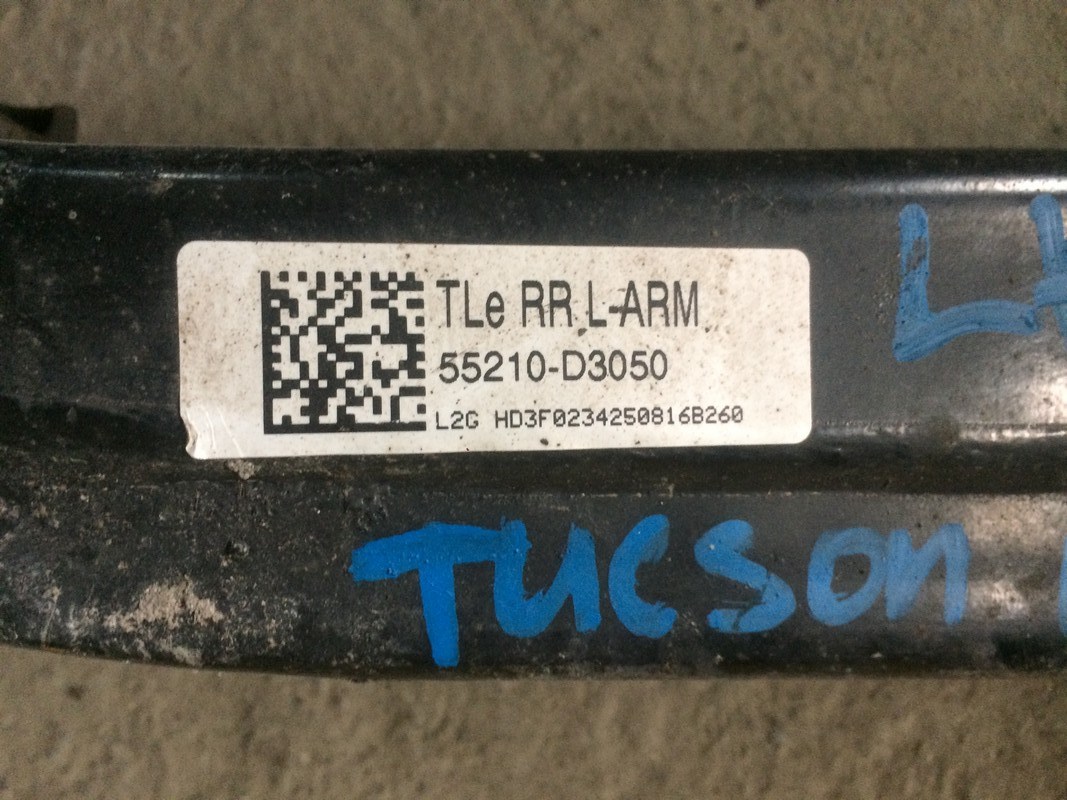 TLe RR L-ARM
55210-D3050
L2G HD3F0234250816B260
TUCSON